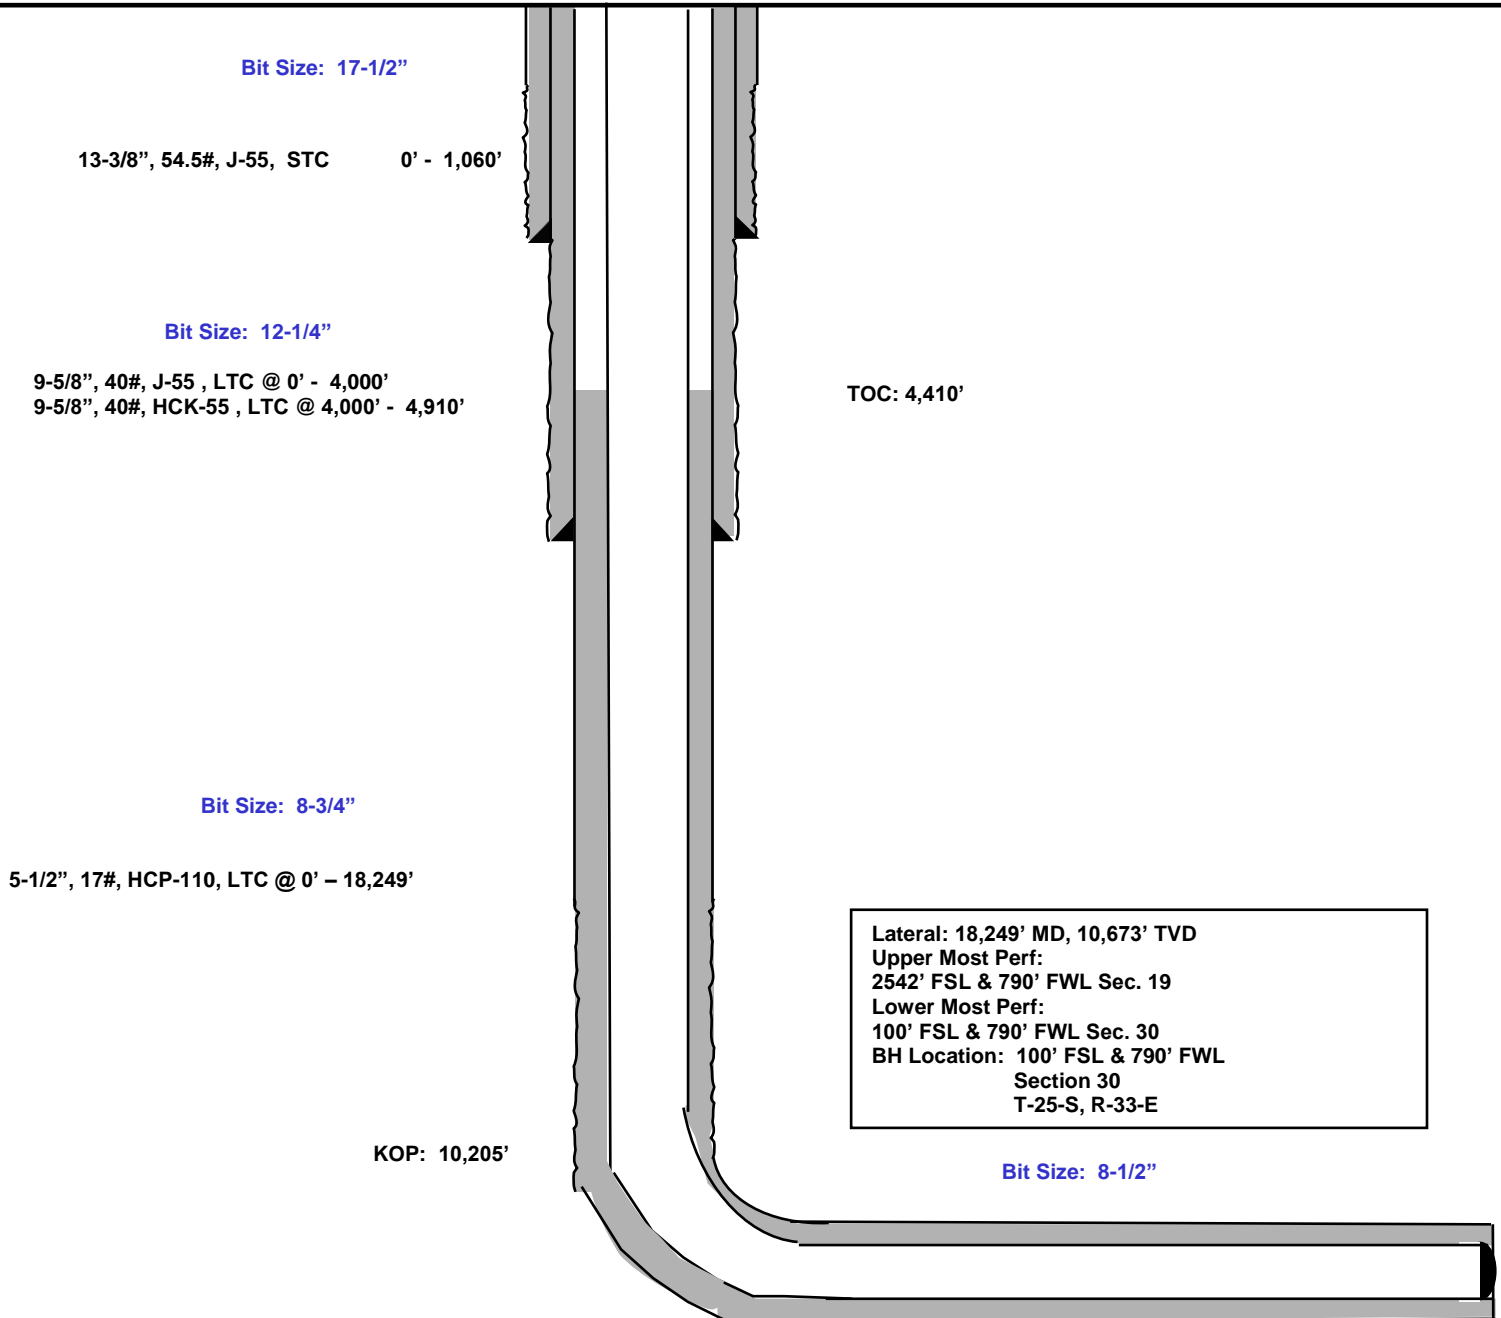 Bit Size: 17-1/2”
13-3/8”, 54.5#, J-55, STC 0’ - 1,060’
Bit Size: 12-1/4”
9-5/8”, 40#, J-55 , LTC @ 0’ - 4,000’
9-5/8”, 40#, HCK-55 , LTC @ 4,000’ - 4,910’
TOC: 4,410’
Bit Size: 8-3/4”
5-1/2”, 17#, HCP-110, LTC @ 0’ – 18,249’
Lateral: 18,249’ MD, 10,673’ TVD
Upper Most Perf:
2542’ FSL & 790’ FWL Sec. 19
Lower Most Perf:
100’ FSL & 790’ FWL Sec. 30
BH Location: 100’ FSL & 790’ FWL
Section 30
T-25-S, R-33-E
KOP: 10,205’
Bit Size: 8-1/2”